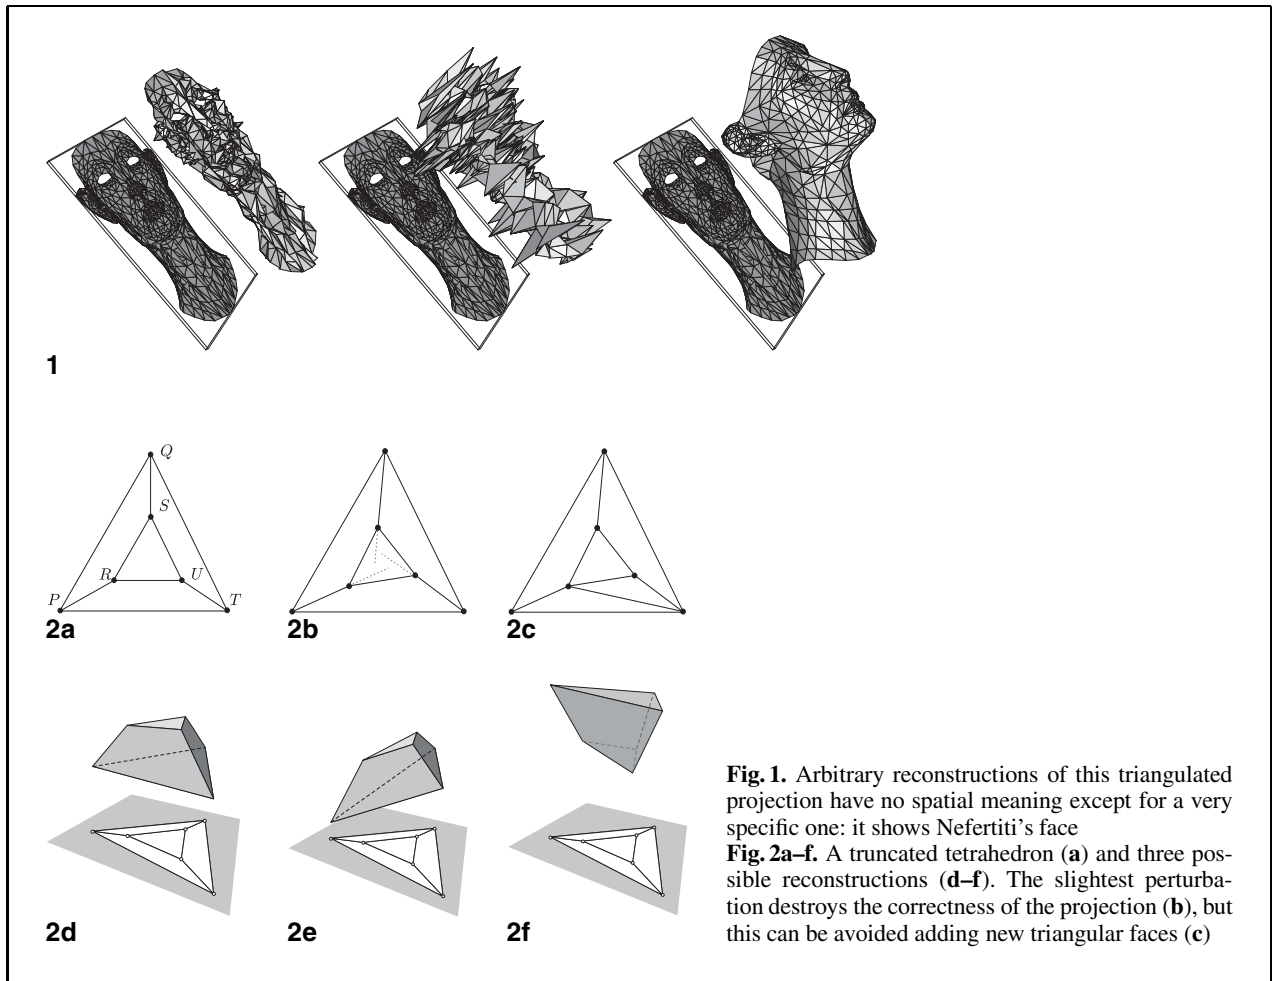 1
Q
S
R
U
P
T
2a
2b
2c
2d
2e
2f
Fig. 1. Arbitrary reconstructions of this triangulated
projection have no spatial meaning except for a very
specific one: it shows Nefertiti's face
Fig. 2a–f. A truncated tetrahedron (a) and three pos-
sible reconstructions (d–f). The slightest perturba-
tion destroys the correctness of the projection (b), but
this can be avoided adding new triangular faces (c)